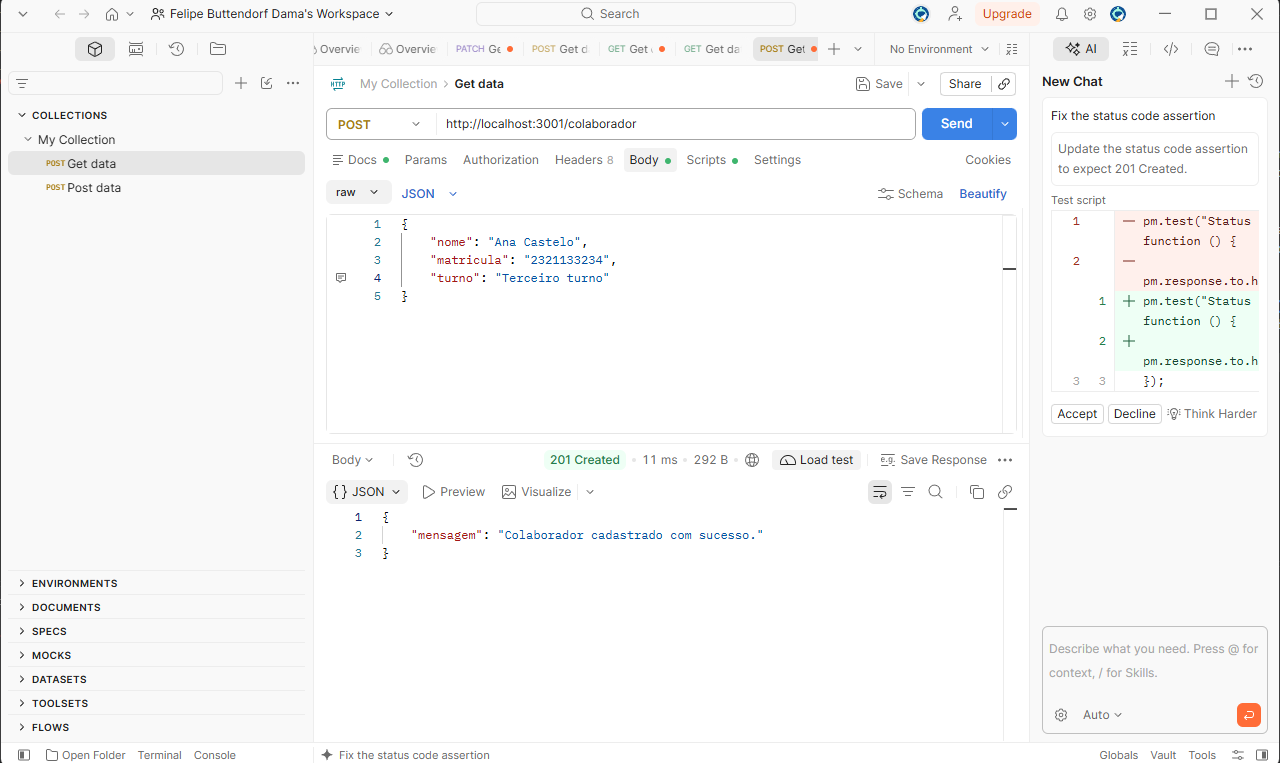 Felipe Buttendorf Dama's Workspace
Search
Upgrade
Overvie
Overvie
PATCH Ge
POST Get d
GET Get
GET Get da
POST Get
No Environment
AI
COLLECTIONS
My Collection
POST Get data
POST Post data
ENVIRONMENTS
DOCUMENTS
SPECS
MOCKS
DATASETS
TOOLSETS
FLOWS
HTTP
My Collection > Get data
Save
Share
POST
http://localhost:3001/colaborador
Send
Docs
Params
Authorization
Headers 8
Body
Scripts
Settings
Cookies
raw
JSON
Schema
Beautify
1 {
2 "nome": "Ana Castelo",
3 "matricula": "2321133234",
4 "turno": "Terceiro turno"
5 }
Body
201 Created
11 ms
292 B
Load test
e.g. Save Response
{} JSON
Preview
Visualize
1 {
2 "mensagem": "Colaborador cadastrado com sucesso."
3 }
New Chat
Fix the status code assertion
Update the status code assertion
to expect 201 Created.
Test script
1 — pm.test("Status
function () {
2 —
pm.response.to.h
1 + pm.test("Status
function () {
2 +
pm.response.to.h
3 3 });
Accept
Decline
Think Harder
Describe what you need. Press @ for
context, / for Skills.
Auto
Open Folder
Terminal
Console
Fix the status code assertion
Globals
Vault
Tools